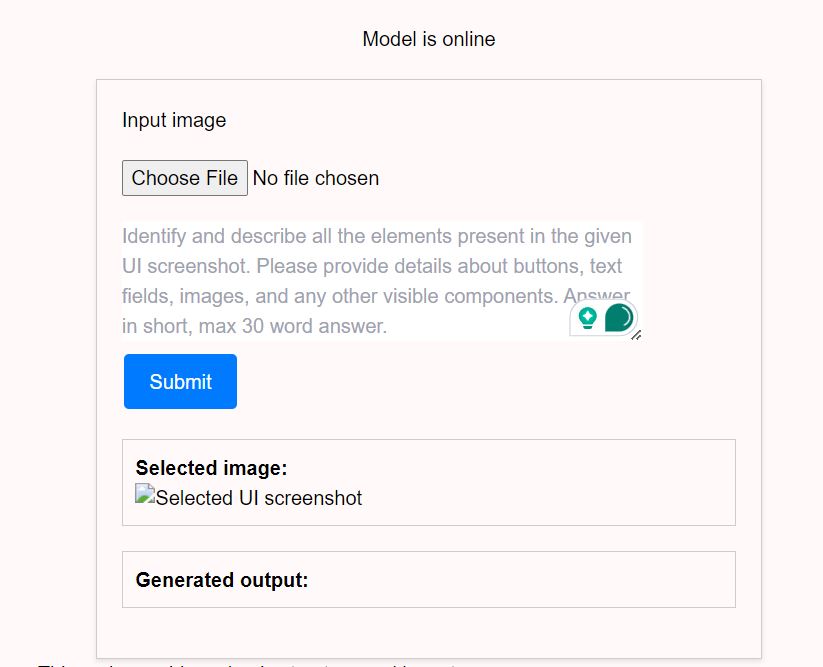 Model is online
Input image
Choose File No file chosen
Identify and describe all the elements present in the given
UI screenshot. Please provide details about buttons, text
fields, images, and any other visible components. Answer
in short, max 30 word answer.
Submit
Selected image:
Selected UI screenshot
Generated output: